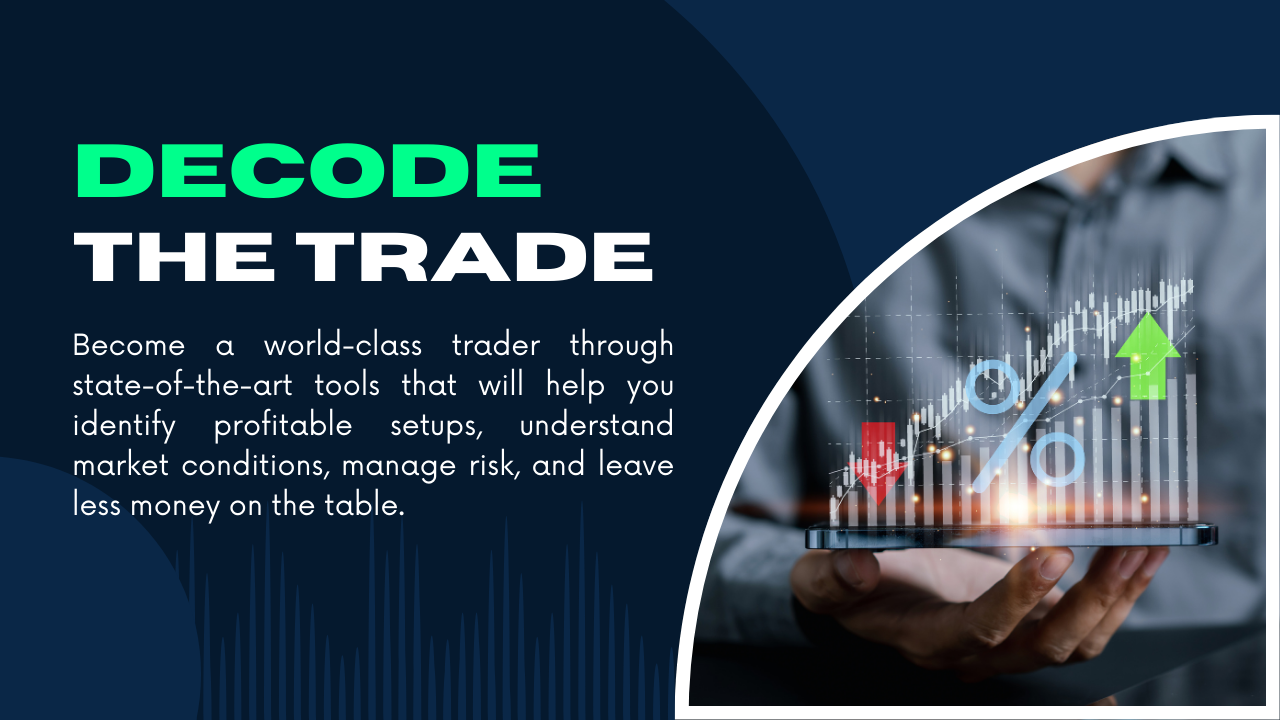 DECODE
THE TRADE
Become a world-class trader through
state-of-the-art tools that will help you
identify profitable setups, understand
market conditions, manage risk, and leave
less money on the table.
%